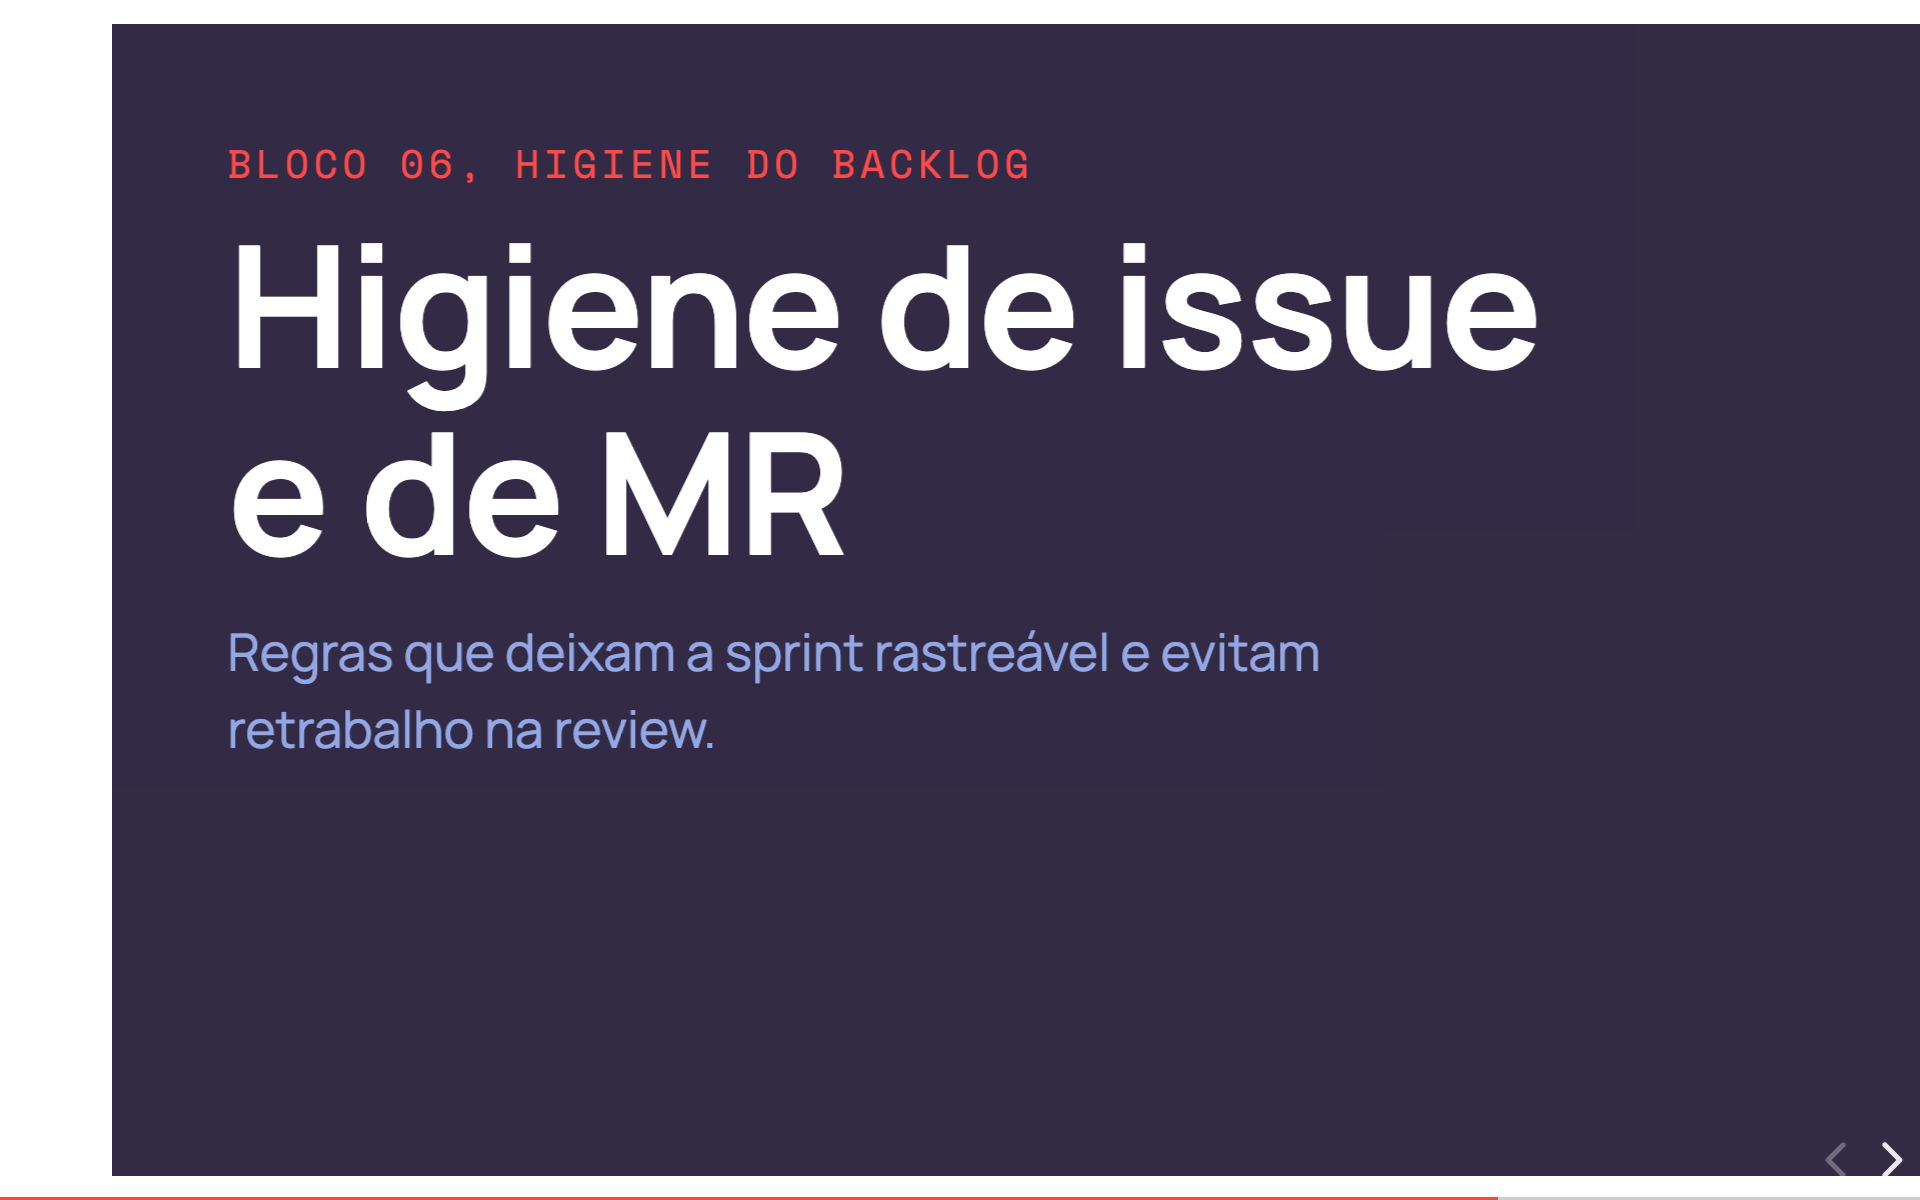 BLOCO 06, HIGIENE DO BACKLOG
Higiene de issue
e de MR
Regras que deixam a sprint rastreável e evitam
retrabalho na review.